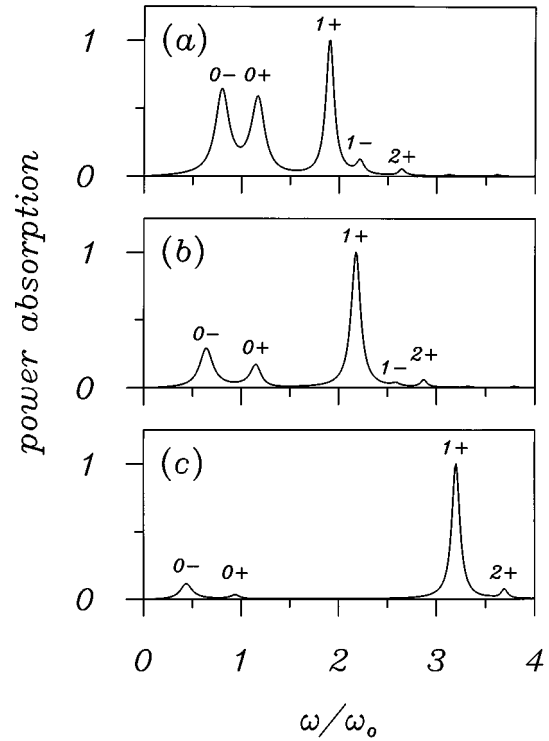 (a)
0− 0+ 1+ 1− 2+
1
0
(b)
0− 0+ 1+ 1− 2+
1
0
(c)
0− 0+ 1+ 2+
1
0
power absorption
0 1 2 3 4
ω/ωo